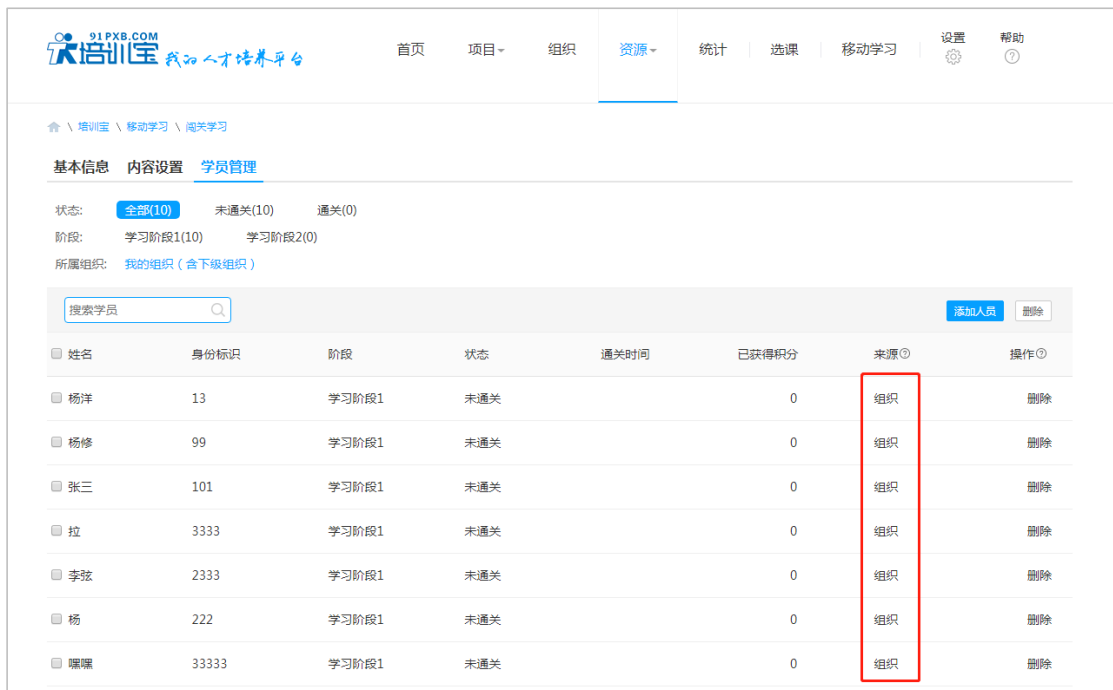 91PXB.COM
培训宝 我的人才培养平台
首页 项目 组织 资源 统计 选课 移动学习 设置 帮助
\ 培训宝 \ 移动学习 \ 闯关学习
基本信息 内容设置 学员管理
状态: 全部(10) 未通关(10) 通关(0)
阶段: 学习阶段1(10) 学习阶段2(0)
所属组织: 我的组织（含下级组织）
搜索学员 添加人员 删除
姓名 身份标识 阶段 状态 通关时间 已获得积分 来源 操作
杨洋 13 学习阶段1 未通关 0 组织 删除
杨修 99 学习阶段1 未通关 0 组织 删除
张三 101 学习阶段1 未通关 0 组织 删除
拉 3333 学习阶段1 未通关 0 组织 删除
李弦 2333 学习阶段1 未通关 0 组织 删除
杨 222 学习阶段1 未通关 0 组织 删除
嘿嘿 33333 学习阶段1 未通关 0 组织 删除